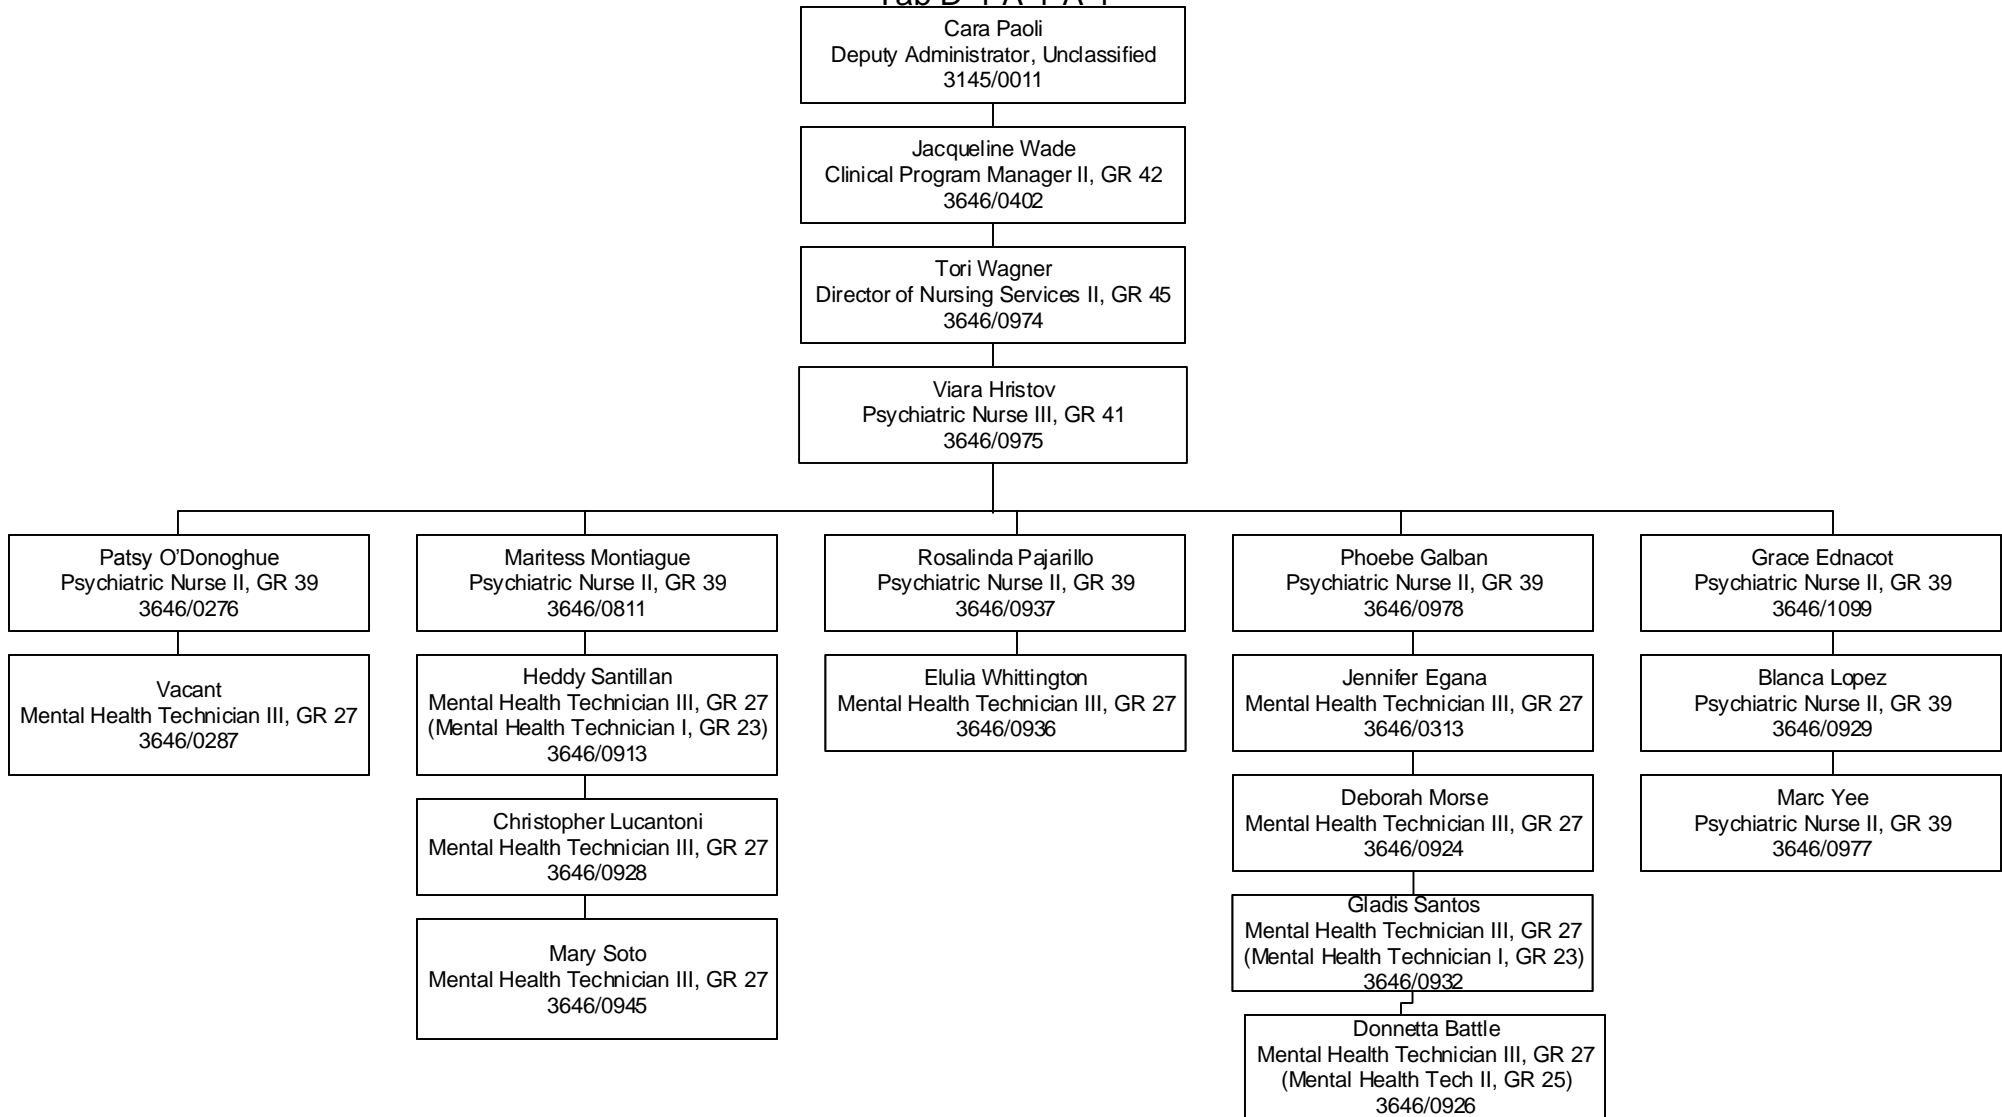 Cara Paoli
Deputy Administrator, Unclassified
3145/0011
Jacqueline Wade
Clinical Program Manager II, GR 42
3646/0402
Tori Wagner
Director of Nursing Services II, GR 45
3646/0974
Viara Hristov
Psychiatric Nurse III, GR 41
3646/0975
Patsy O’Donoghue
Psychiatric Nurse II, GR 39
3646/0276
Vacant
Mental Health Technician III, GR 27
3646/0287
Maritess Montiague
Psychiatric Nurse II, GR 39
3646/0811
Heddy Santillan
Mental Health Technician III, GR 27
(Mental Health Technician I, GR 23)
3646/0913
Christopher Lucantoni
Mental Health Technician III, GR 27
3646/0928
Mary Soto
Mental Health Technician III, GR 27
3646/0945
Rosalinda Pajarillo
Psychiatric Nurse II, GR 39
3646/0937
Elulia Whittington
Mental Health Technician III, GR 27
3646/0936
Phoebe Galban
Psychiatric Nurse II, GR 39
3646/0978
Jennifer Egana
Mental Health Technician III, GR 27
3646/0313
Deborah Morse
Mental Health Technician III, GR 27
3646/0924
Gladis Santos
Mental Health Technician III, GR 27
(Mental Health Technician I, GR 23)
3646/0932
Donnetta Battle
Mental Health Technician III, GR 27
(Mental Health Tech II, GR 25)
3646/0926
Grace Ednacot
Psychiatric Nurse II, GR 39
3646/1099
Blanca Lopez
Psychiatric Nurse II, GR 39
3646/0929
Marc Yee
Psychiatric Nurse II, GR 39
3646/0977